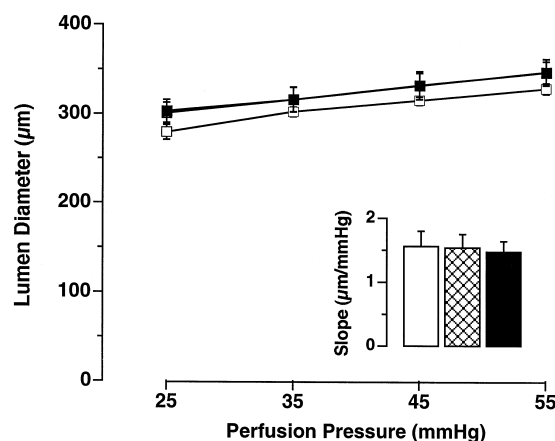 400
300
200
100
0
Lumen Diameter (µm)
2
1
0
Slope (µm/mmHg)
25 35 45 55
Perfusion Pressure (mmHg)